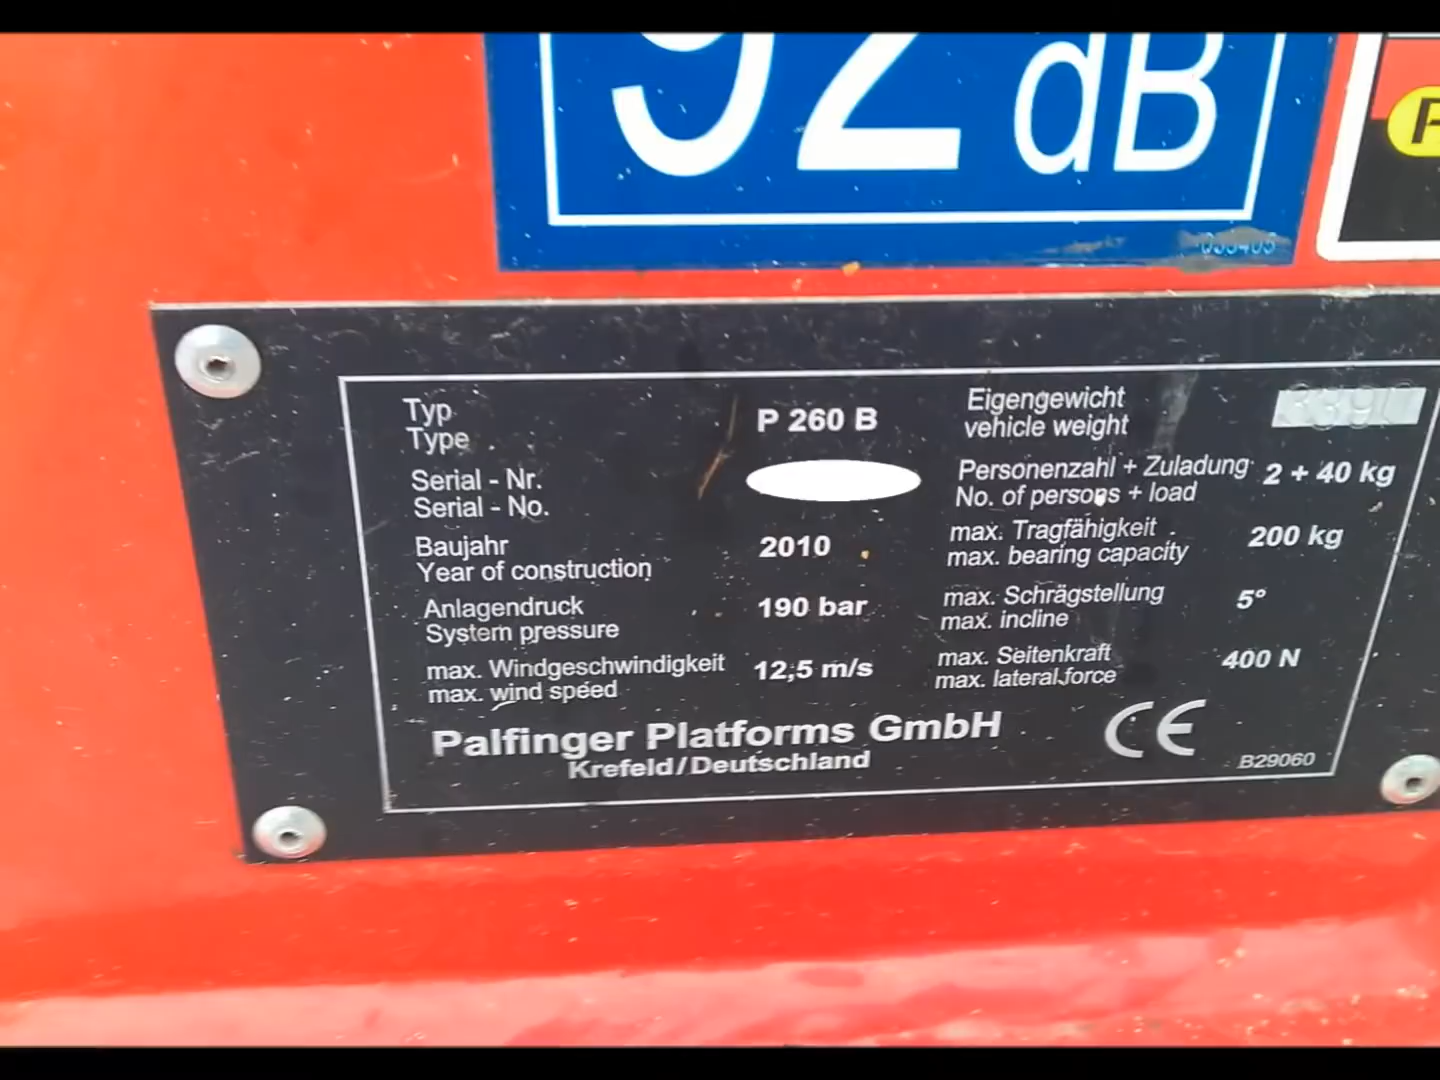 92 dB
Typ
Type
P 260 B
Serial - Nr.
Serial - No.
Baujahr
Year of construction
2010
Anlagendruck
System pressure
190 bar
max. Windgeschwindigkeit
max. wind speed
12,5 m/s
Eigengewicht
vehicle weight
3390
Personenzahl + Zuladung
No. of persons + load
2 + 40 kg
max. Tragfähigkeit
max. bearing capacity
200 kg
max. Schrägstellung
max. incline
5°
max. Seitenkraft
max. lateral force
400 N
Palfinger Platforms GmbH
Krefeld/Deutschland
CE
B29060